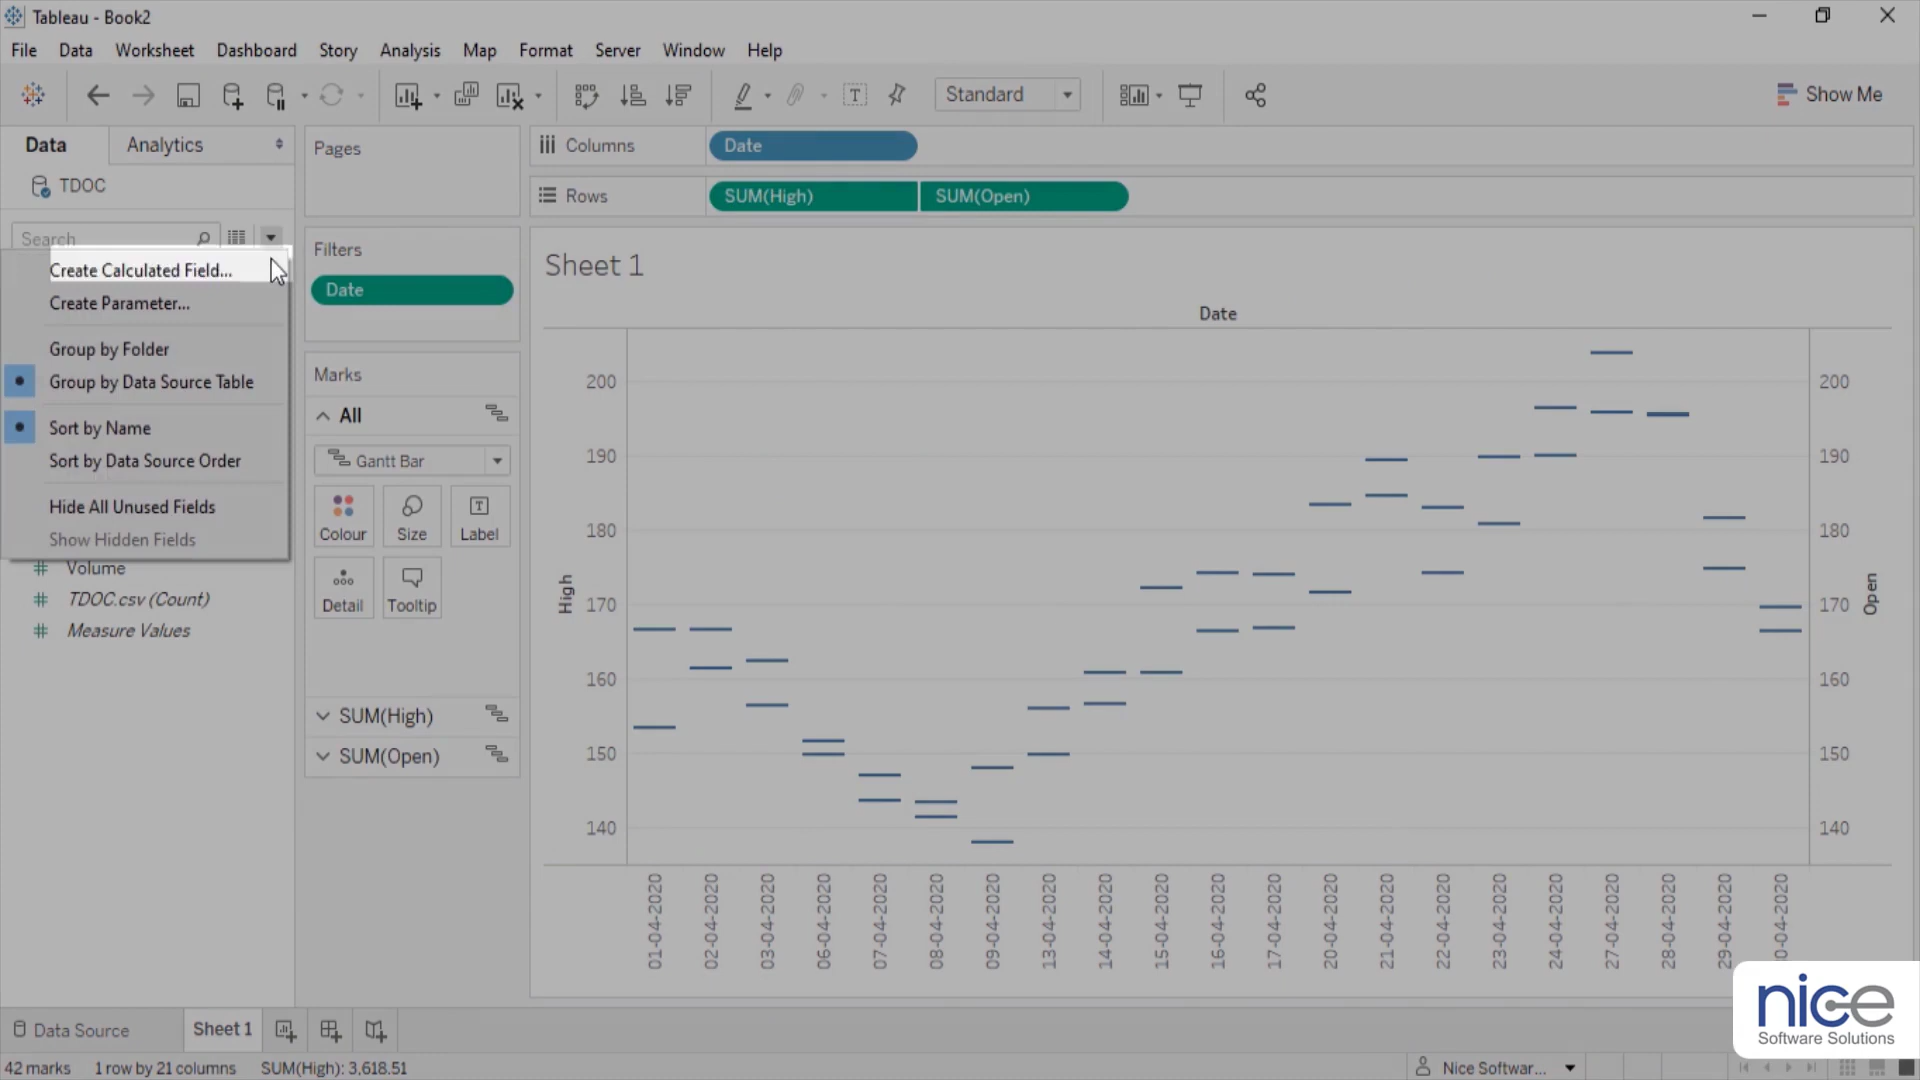 Tableau - Book2
File Data Worksheet Dashboard Story Analysis Map Format Server Window Help
Standard
Show Me
Data
Analytics
TDOC
Search
Create Calculated Field...
Create Parameter...
Group by Folder
Group by Data Source Table
Sort by Name
Sort by Data Source Order
Hide All Unused Fields
Show Hidden Fields
Volume
TDOC.csv (Count)
Measure Values
Pages
Filters
Date
Marks
All
Gantt Bar
Colour Size Label
Detail Tooltip
SUM(High)
SUM(Open)
Columns Date
Rows SUM(High) SUM(Open)
Sheet 1
Date
200 200
190 190
180 180
170 170
160 160
150 150
140 140
High
Open
01-04-2020
02-04-2020
03-04-2020
06-04-2020
07-04-2020
08-04-2020
09-04-2020
13-04-2020
14-04-2020
15-04-2020
16-04-2020
17-04-2020
20-04-2020
21-04-2020
22-04-2020
23-04-2020
24-04-2020
27-04-2020
28-04-2020
29-04-2020
0-04-2020
nice
Software Solutions
Data Source
Sheet 1
42 marks 1 row by 21 columns SUM(High): 3,618.51
Nice Softwar...